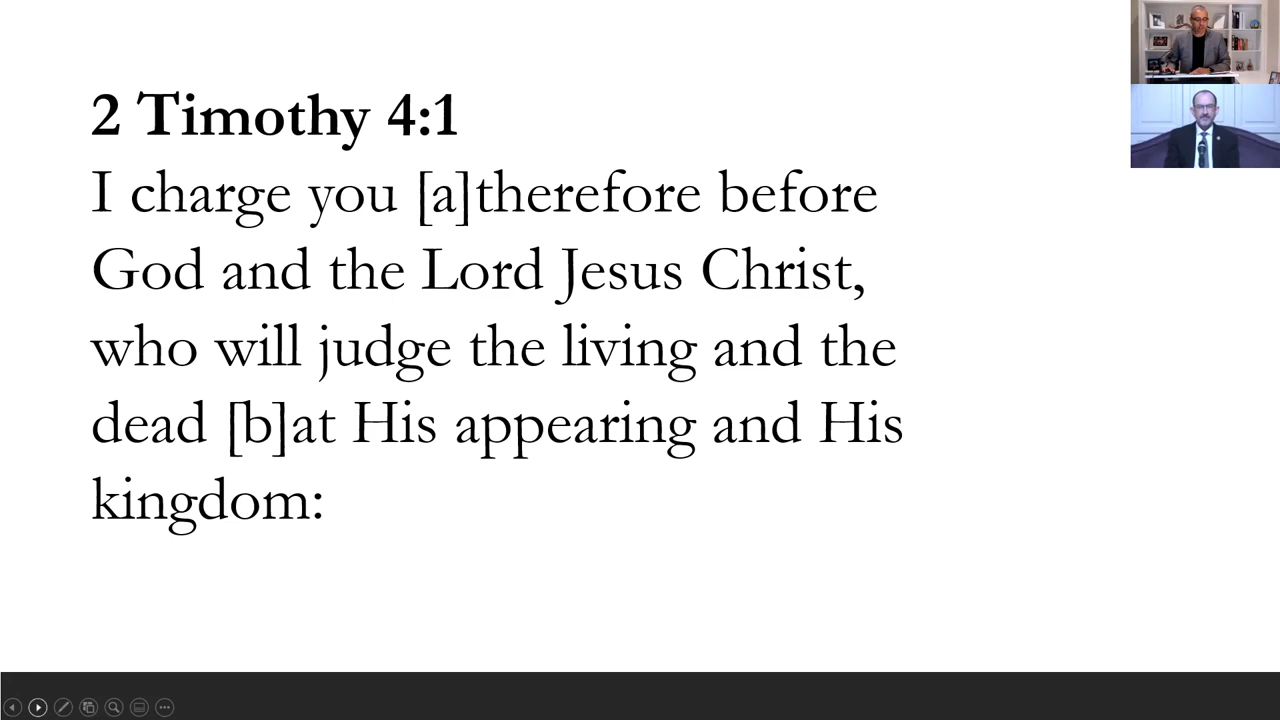 2 Timothy 4:1
I charge you [a]therefore before
God and the Lord Jesus Christ,
who will judge the living and the
dead [b]at His appearing and His
kingdom: